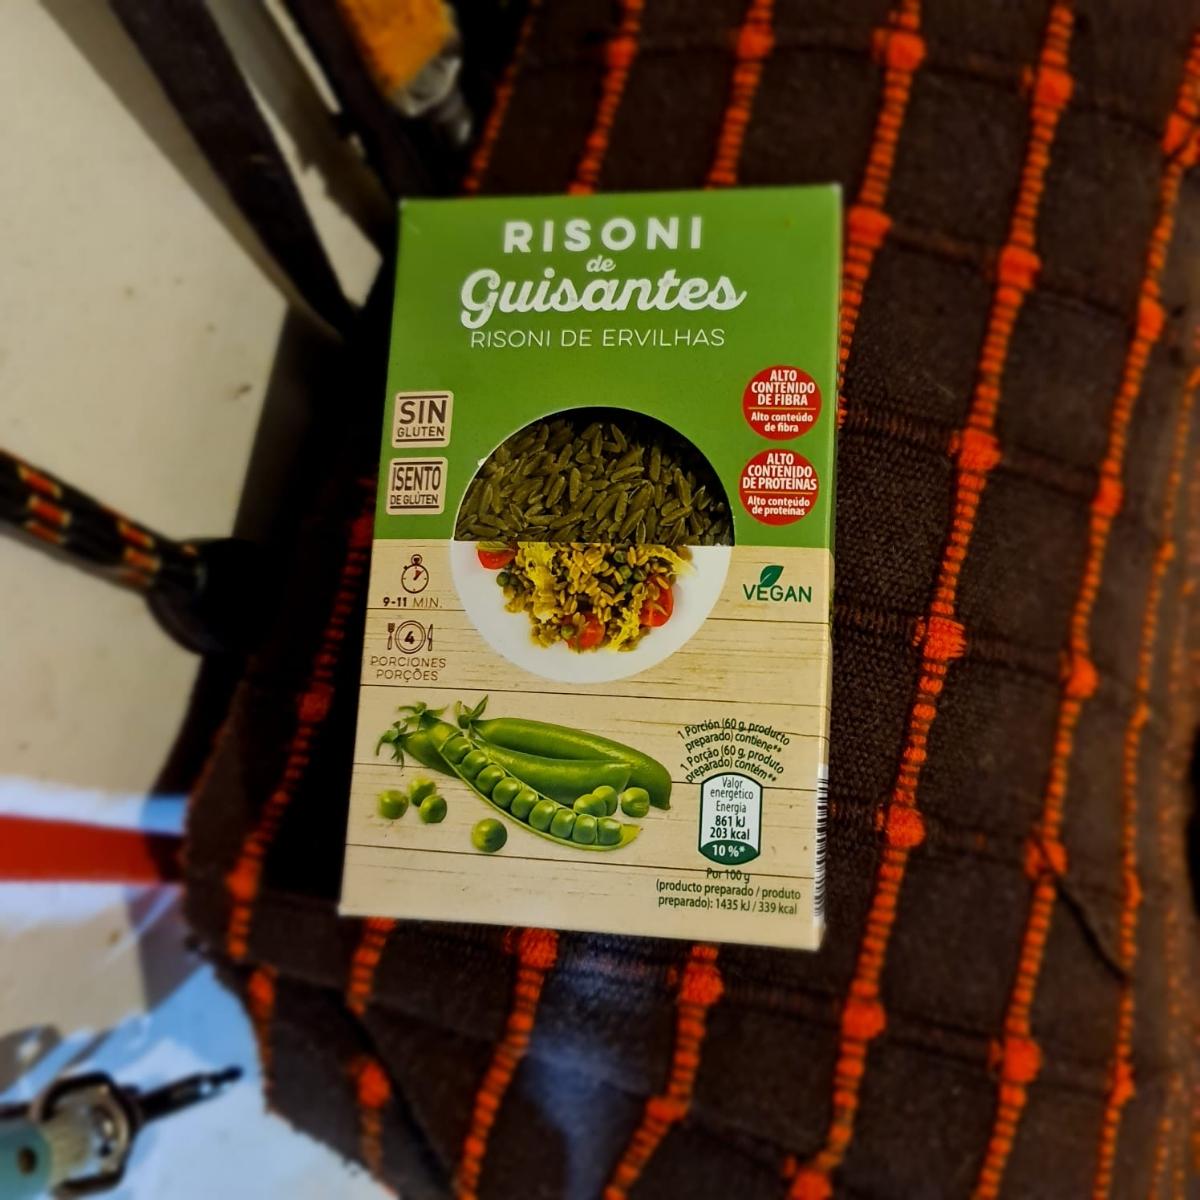 RISONI
de
Guisantes
RISONI DE ERVILHAS
SIN
GLUTEN
ISENTO
DE GLÚTEN
ALTO
CONTENIDO
DE FIBRA
Alto conteúdo
de fibra
ALTO
CONTENIDO
DE PROTEÍNAS
Alto conteúdo
de proteínas
9-11 MIN.
4
PORCIONES
PORÇÕES
VEGAN
1 Porción (60 g, producto
preparado) contiene**
1 Porção (60 g, produto
preparado) contém**
Valor
energético
Energia
861 kJ
203 kcal
10 %*
Por 100 g
(producto preparado / produto
preparado): 1435 kJ / 339 kcal